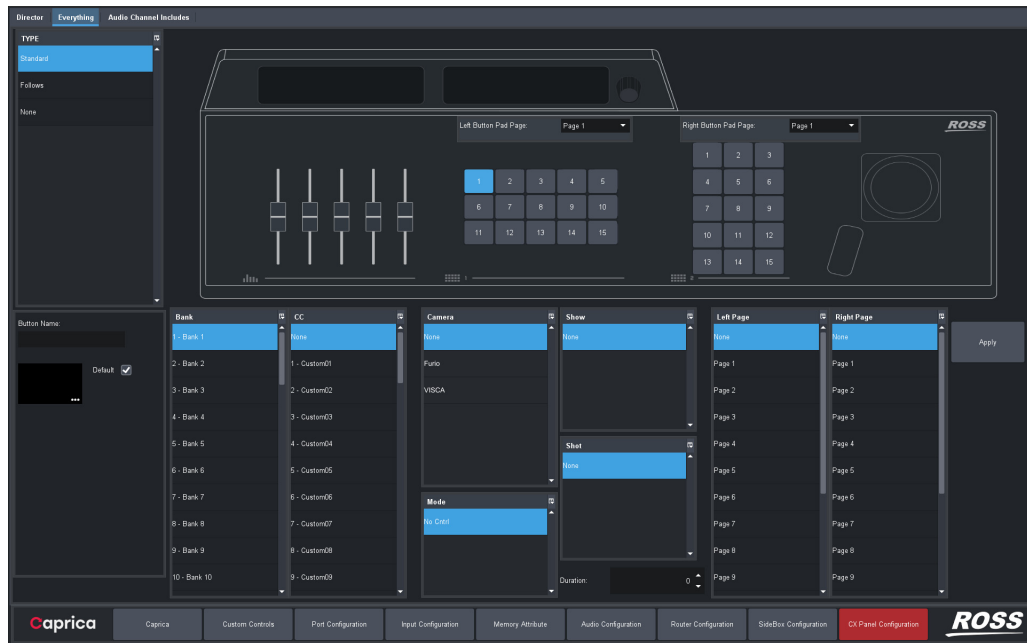 Director Everything Audio Channel Includes
TYPE
Standard
Follows
None
Left Button Pad Page: Page 1
Right Button Pad Page: Page 1
ROSS
1 2 3 4 5
6 7 8 9 10
11 12 13 14 15
1
1 2 3
4 5 6
7 8 9
10 11 12
13 14 15
2
Button Name:
Default
...
Bank
1 - Bank 1
2 - Bank 2
3 - Bank 3
4 - Bank 4
5 - Bank 5
6 - Bank 6
7 - Bank 7
8 - Bank 8
9 - Bank 9
10 - Bank 10
CC
None
1 - Custom01
2 - Custom02
3 - Custom03
4 - Custom04
5 - Custom05
6 - Custom06
7 - Custom07
8 - Custom08
9 - Custom09
Camera
None
Furio
VISCA
Mode
No Cntrl
Show
None
Shot
None
Duration: 0
Left Page
None
Page 1
Page 2
Page 3
Page 4
Page 5
Page 6
Page 7
Page 8
Page 9
Right Page
None
Page 1
Page 2
Page 3
Page 4
Page 5
Page 6
Page 7
Page 8
Page 9
Apply
Caprica Caprica Custom Controls Port Configuration Input Configuration Memory Attribute Audio Configuration Router Configuration SideBox Configuration CX Panel Configuration ROSS